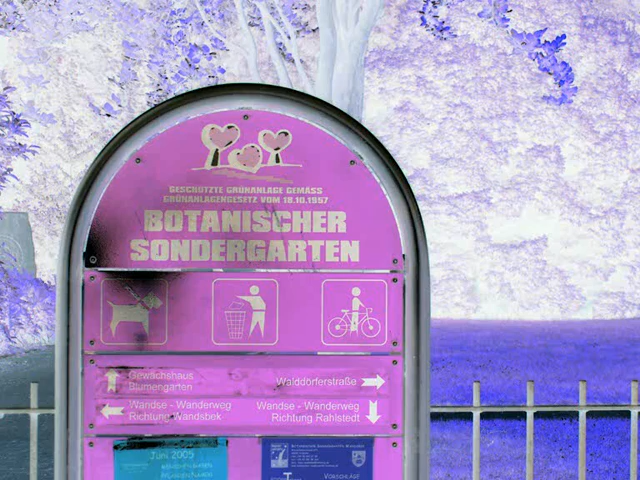 GESCHÜTZTE GRÜNANLAGE GEMÄSS
GRÜNANLAGENGESETZ VOM 18.10.1957
BOTANISCHER
SONDERGARTEN
Gewächshaus
Blumengarten
Walddörferstraße
Wandse - Wanderweg
Richtung Wandsbek
Wandse - Wanderweg
Richtung Rahlstedt
Juni 2009